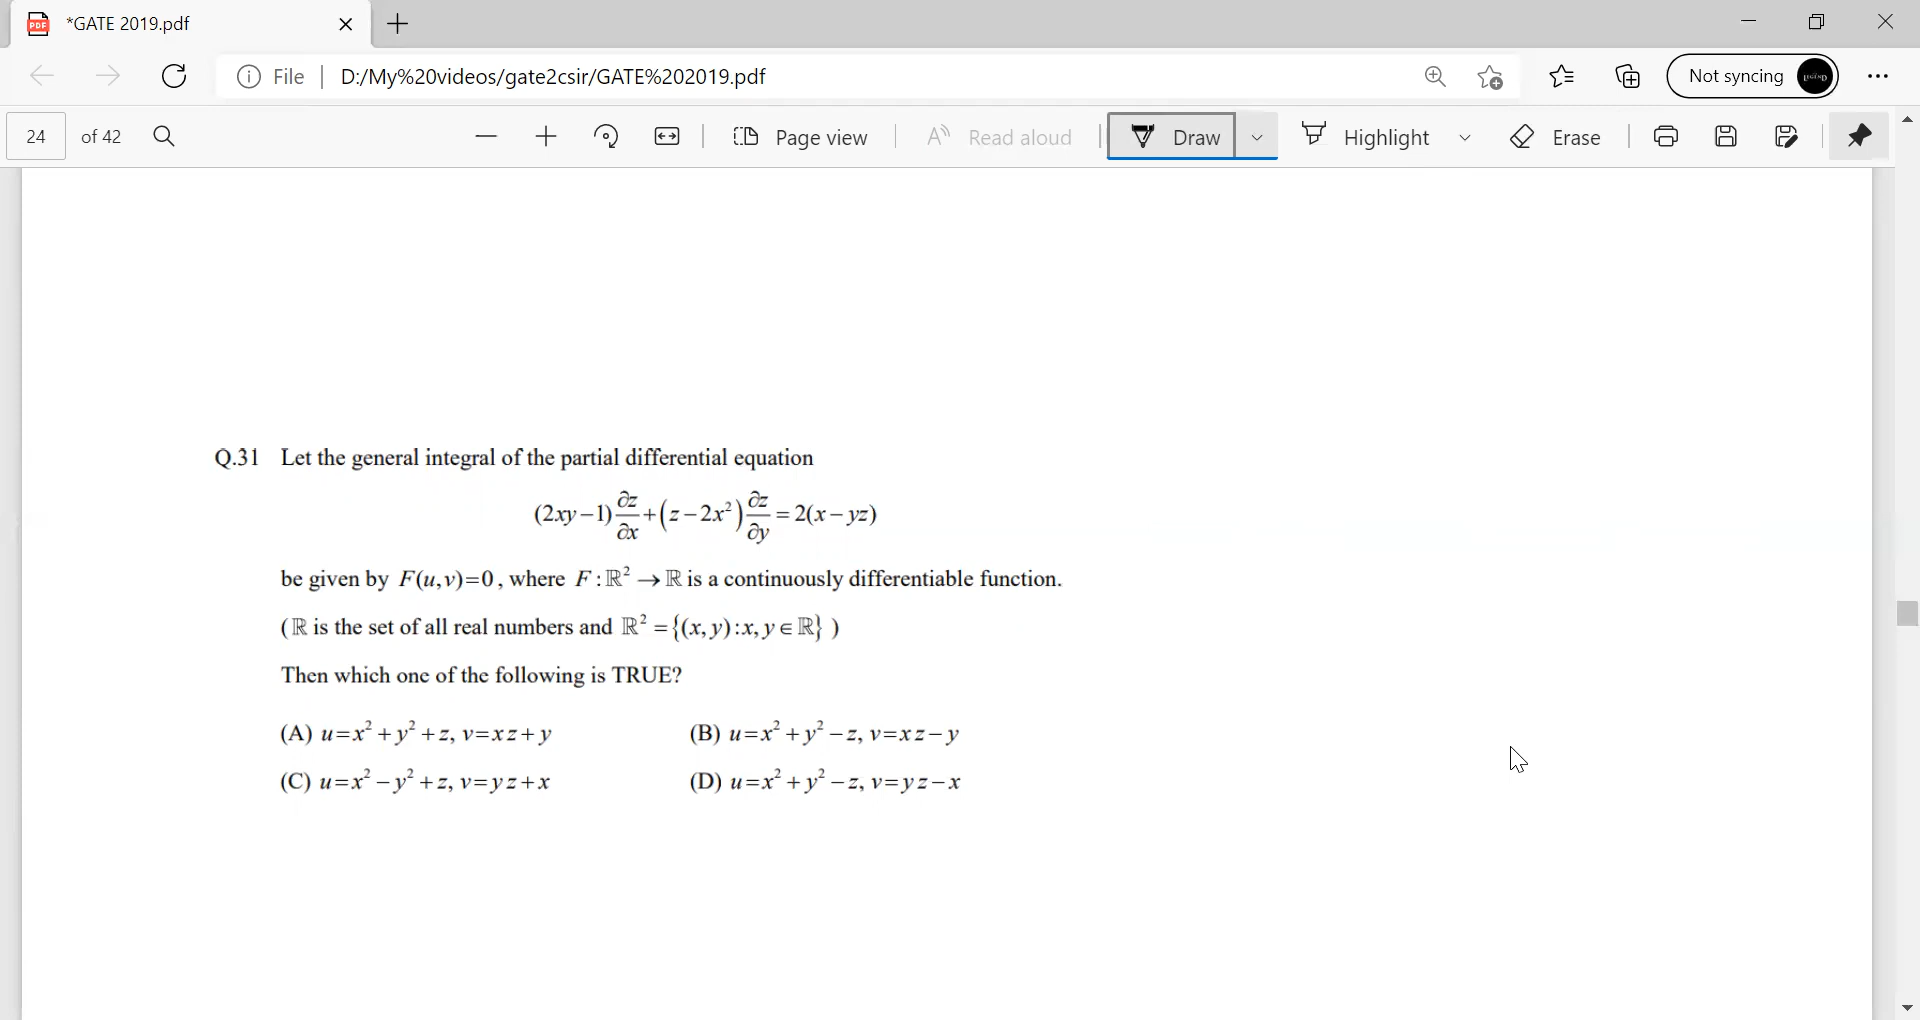 *GATE 2019.pdf
File | D:/My%20videos/gate2csir/GATE%202019.pdf
Not syncing
24 of 42
Page view
Read aloud
Draw
Highlight
Erase
Q.31 Let the general integral of the partial differential equation
(2xy−1) ∂z/∂x + (z−2x²) ∂z/∂y = 2(x−yz)
be given by F(u,v)=0, where F:ℝ² → ℝ is a continuously differentiable function.
(ℝ is the set of all real numbers and ℝ² = {(x,y):x,y∈ℝ} )
Then which one of the following is TRUE?
(A) u=x²+y²+z, v=xz+y
(B) u=x²+y²−z, v=xz−y
(C) u=x²−y²+z, v=yz+x
(D) u=x²+y²−z, v=yz−x